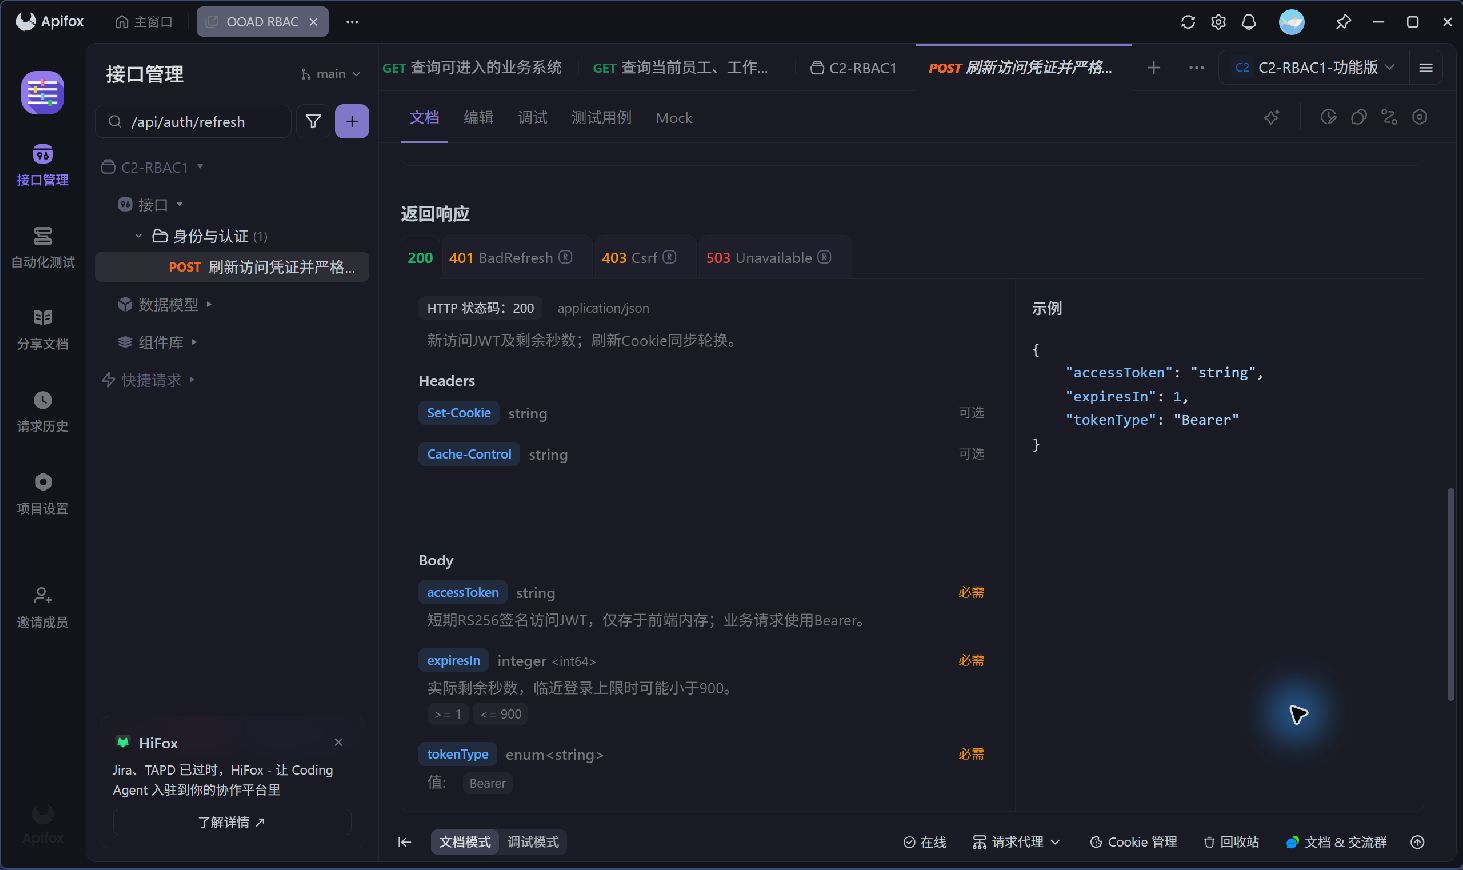 Apifox
主窗口
OOAD RBAC
接口管理
main
GET 查询可进入的业务系统
GET 查询当前员工、工作...
C2-RBAC1
POST 刷新访问凭证并严格...
C2 C2-RBAC1-功能版
/api/auth/refresh
文档
编辑
调试
测试用例
Mock
接口管理
自动化测试
分享文档
请求历史
项目设置
邀请成员
Apifox
C2-RBAC1
接口
身份与认证 (1)
POST 刷新访问凭证并严格...
数据模型
组件库
快捷请求
HiFox
Jira、TAPD 已过时，HiFox - 让 Coding
Agent 入驻到你的协作平台里
了解详情 ↗
返回响应
200
401 BadRefresh
403 Csrf
503 Unavailable
HTTP 状态码：200 application/json
新访问JWT及剩余秒数；刷新Cookie同步轮换。
Headers
Set-Cookie string 可选
Cache-Control string 可选
Body
accessToken string 必需
短期RS256签名访问JWT，仅存于前端内存；业务请求使用Bearer。
expiresIn integer <int64> 必需
实际剩余秒数，临近登录上限时可能小于900。
>= 1 <= 900
tokenType enum<string> 必需
值： Bearer
示例
{
"accessToken": "string",
"expiresIn": 1,
"tokenType": "Bearer"
}
文档模式
调试模式
在线
请求代理
Cookie 管理
回收站
文档 & 交流群